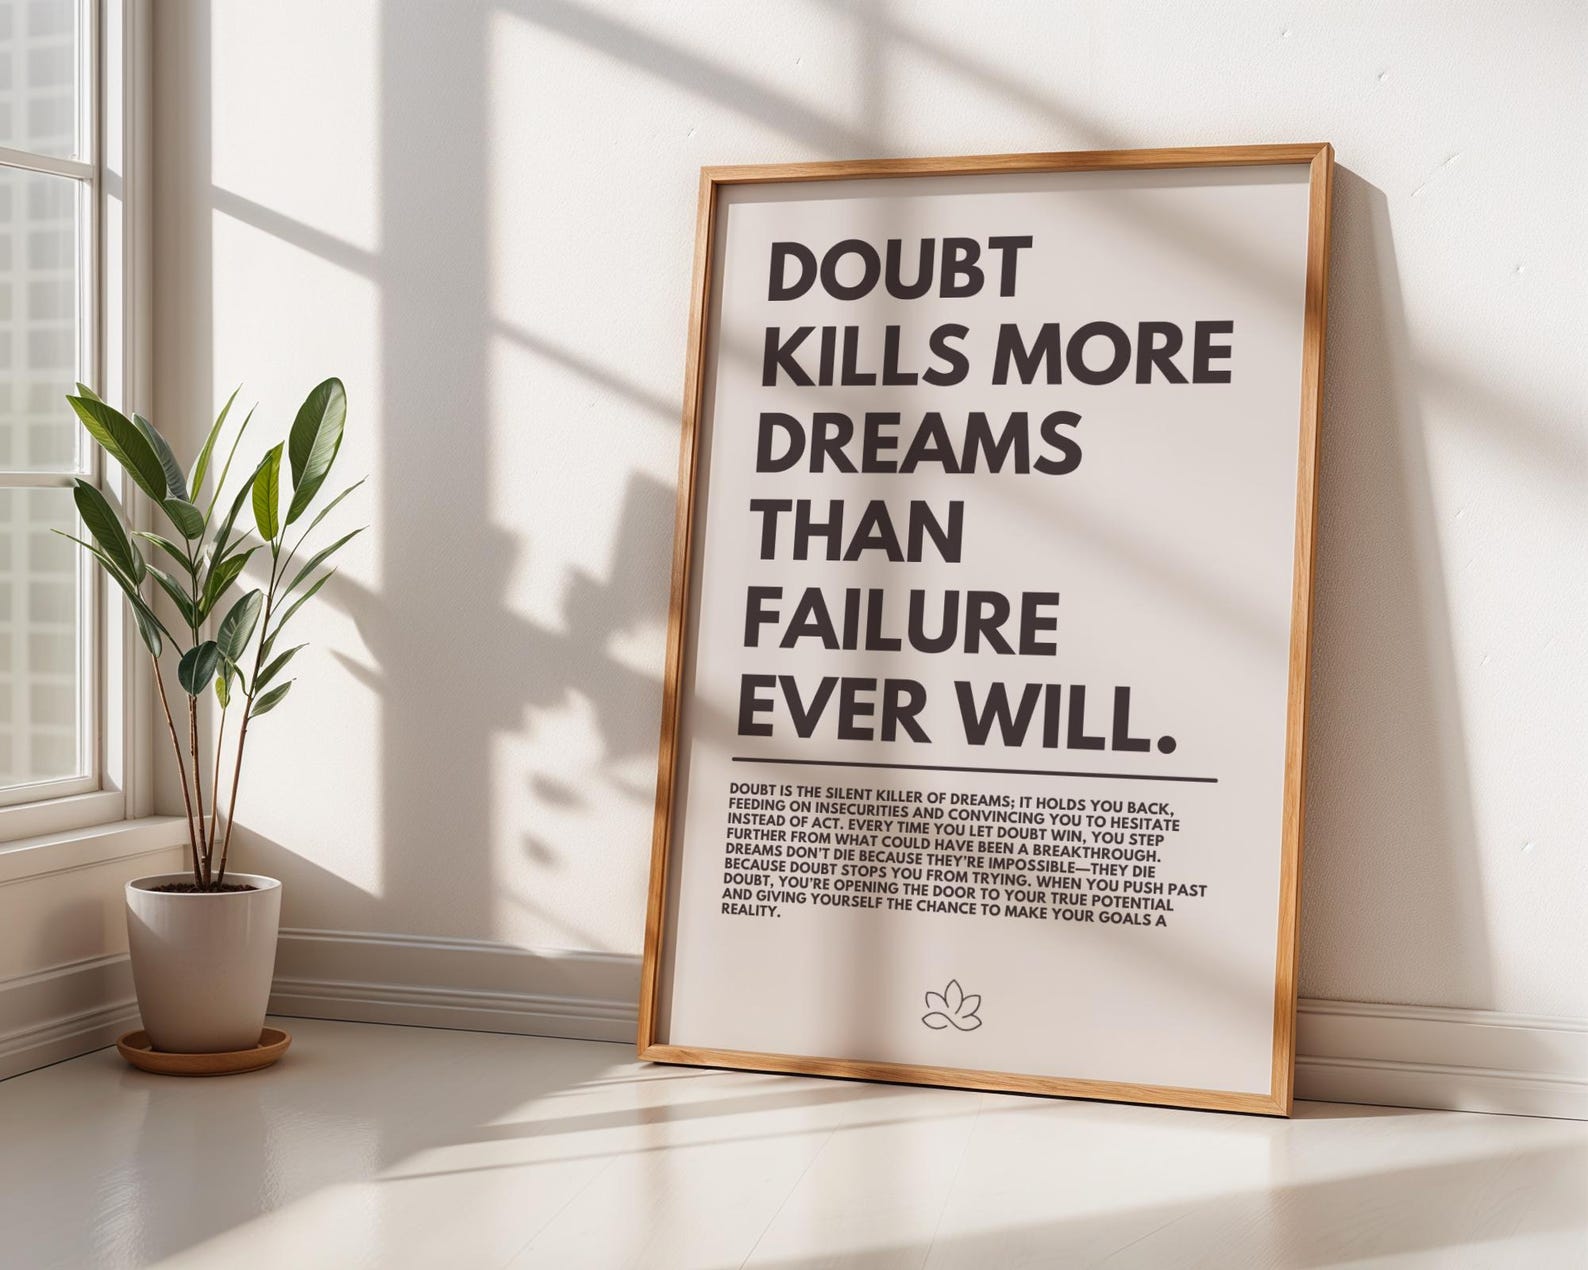 DOUBT
KILLS MORE
DREAMS
THAN
FAILURE
EVER WILL.
DOUBT IS THE SILENT KILLER OF DREAMS; IT HOLDS YOU BACK,
FEEDING ON INSECURITIES AND CONVINCING YOU TO HESITATE
INSTEAD OF ACT. EVERY TIME YOU LET DOUBT WIN, YOU STEP
FURTHER FROM WHAT COULD HAVE BEEN A BREAKTHROUGH.
DREAMS DON'T DIE BECAUSE THEY'RE IMPOSSIBLE—THEY DIE
BECAUSE DOUBT STOPS YOU FROM TRYING. WHEN YOU PUSH PAST
DOUBT, YOU'RE OPENING THE DOOR TO YOUR TRUE POTENTIAL
AND GIVING YOURSELF THE CHANCE TO MAKE YOUR GOALS A
REALITY.